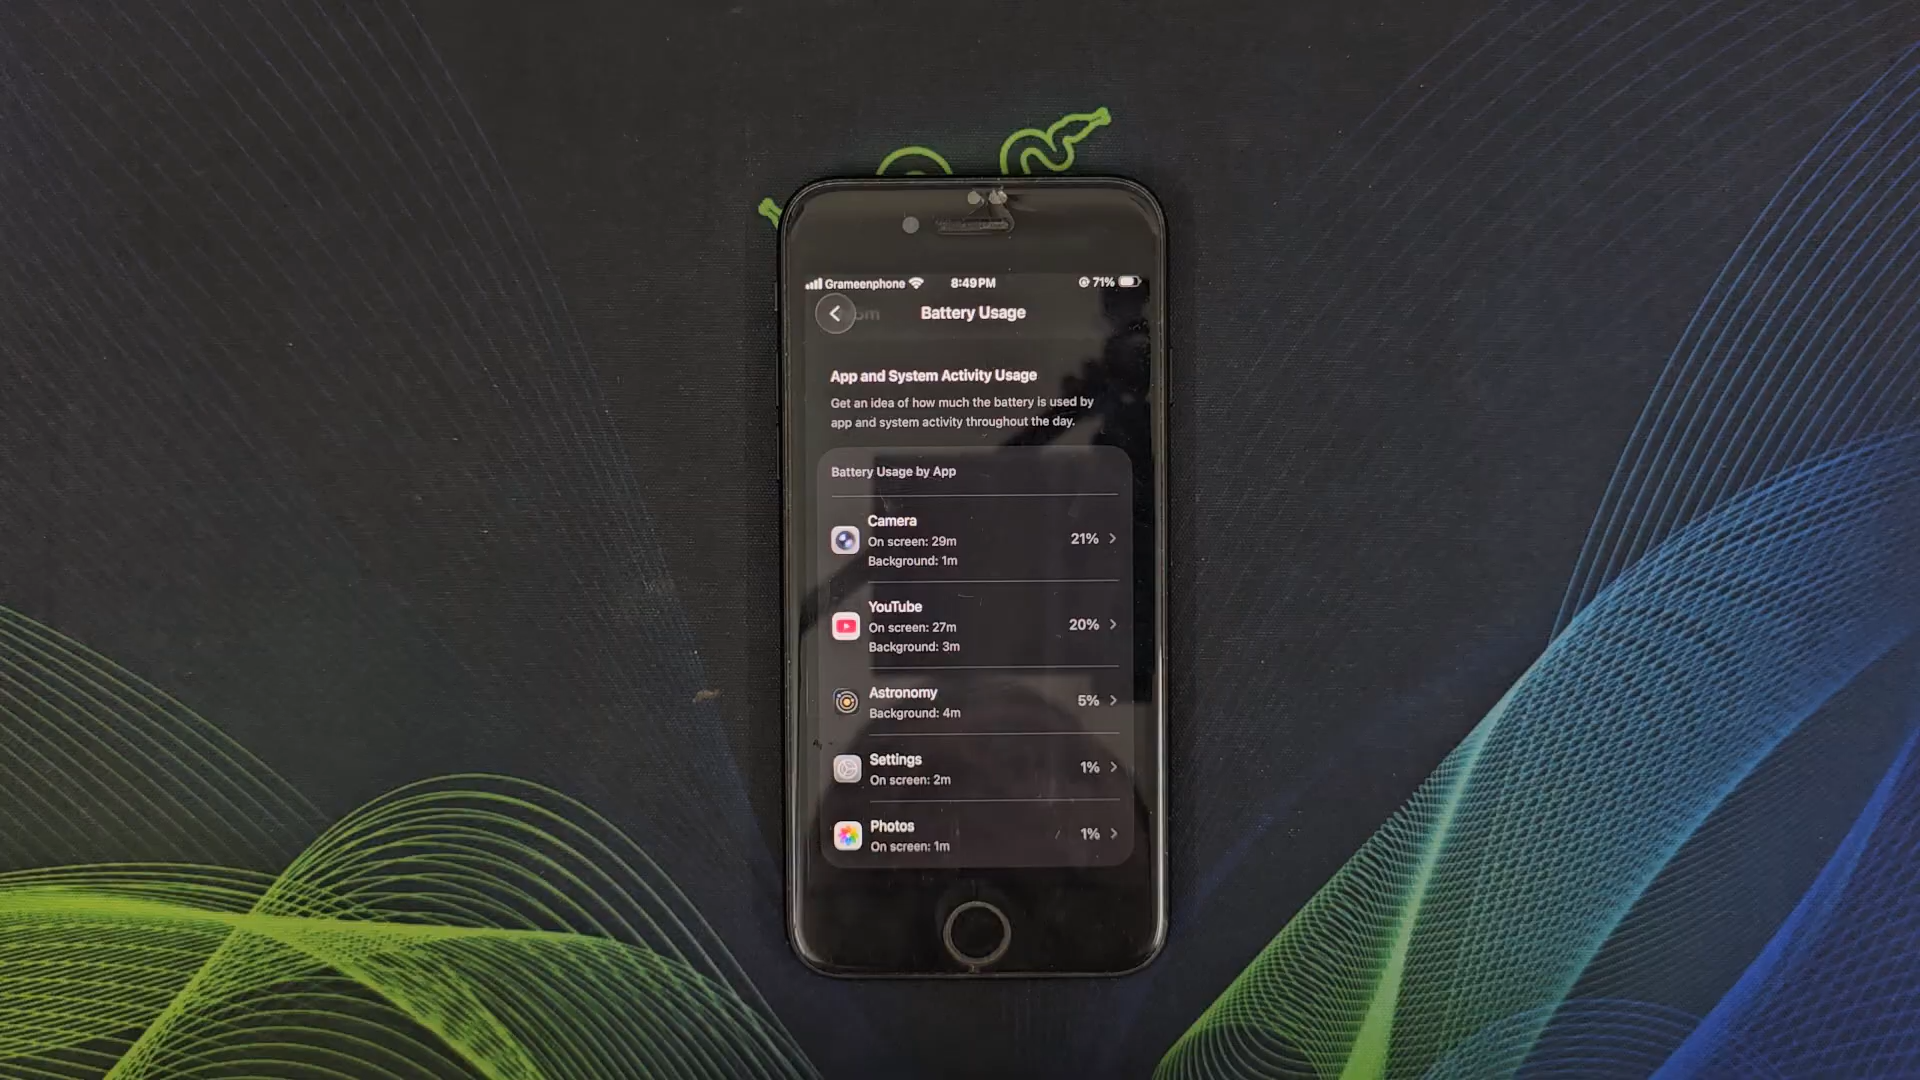 Grameenphone 8:49 PM 71%
Battery Usage
App and System Activity Usage
Get an idea of how much the battery is used by
app and system activity throughout the day.
Battery Usage by App
Camera
On screen: 29m
Background: 1m
21%
YouTube
On screen: 27m
Background: 3m
20%
Astronomy
Background: 4m
5%
Settings
On screen: 2m
1%
Photos
On screen: 1m
1%